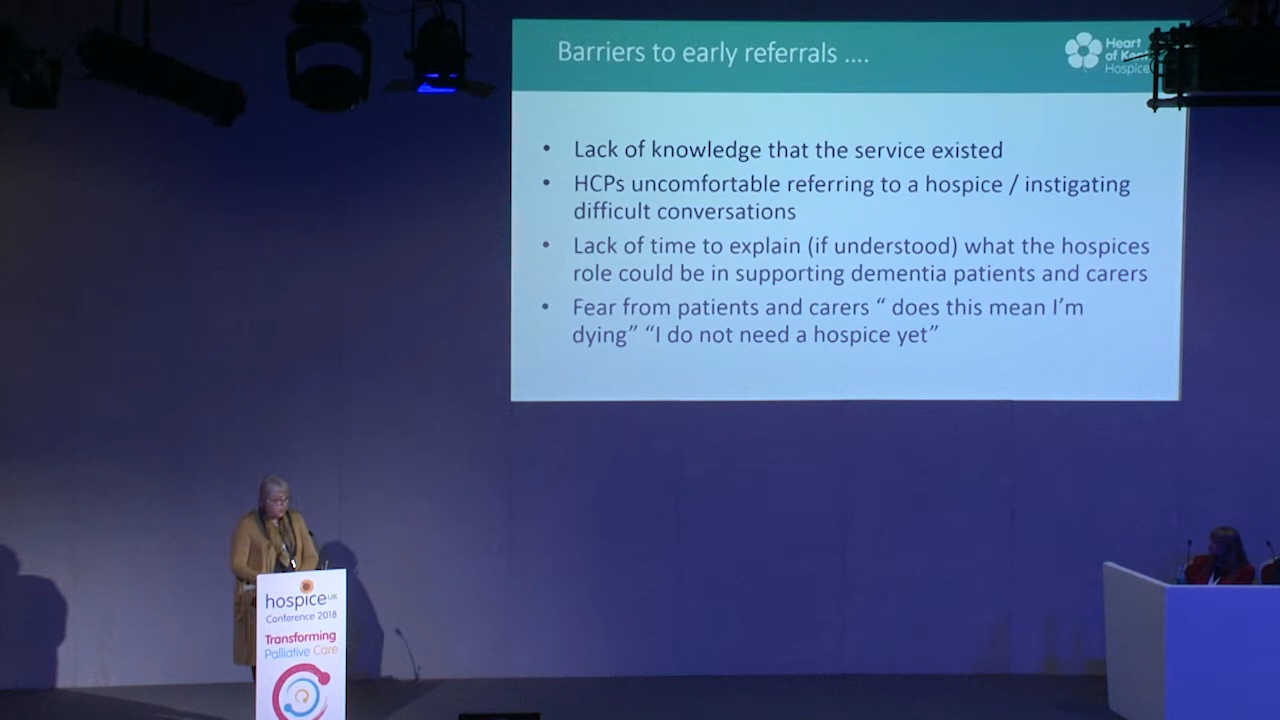 Barriers to early referrals ....
Heart
of Kent
Hospice
• Lack of knowledge that the service existed
• HCPs uncomfortable referring to a hospice / instigating
difficult conversations
• Lack of time to explain (if understood) what the hospices
role could be in supporting dementia patients and carers
• Fear from patients and carers “ does this mean I’m
dying” “I do not need a hospice yet”
hospice UK
Conference 2018
Transforming
Palliative Care